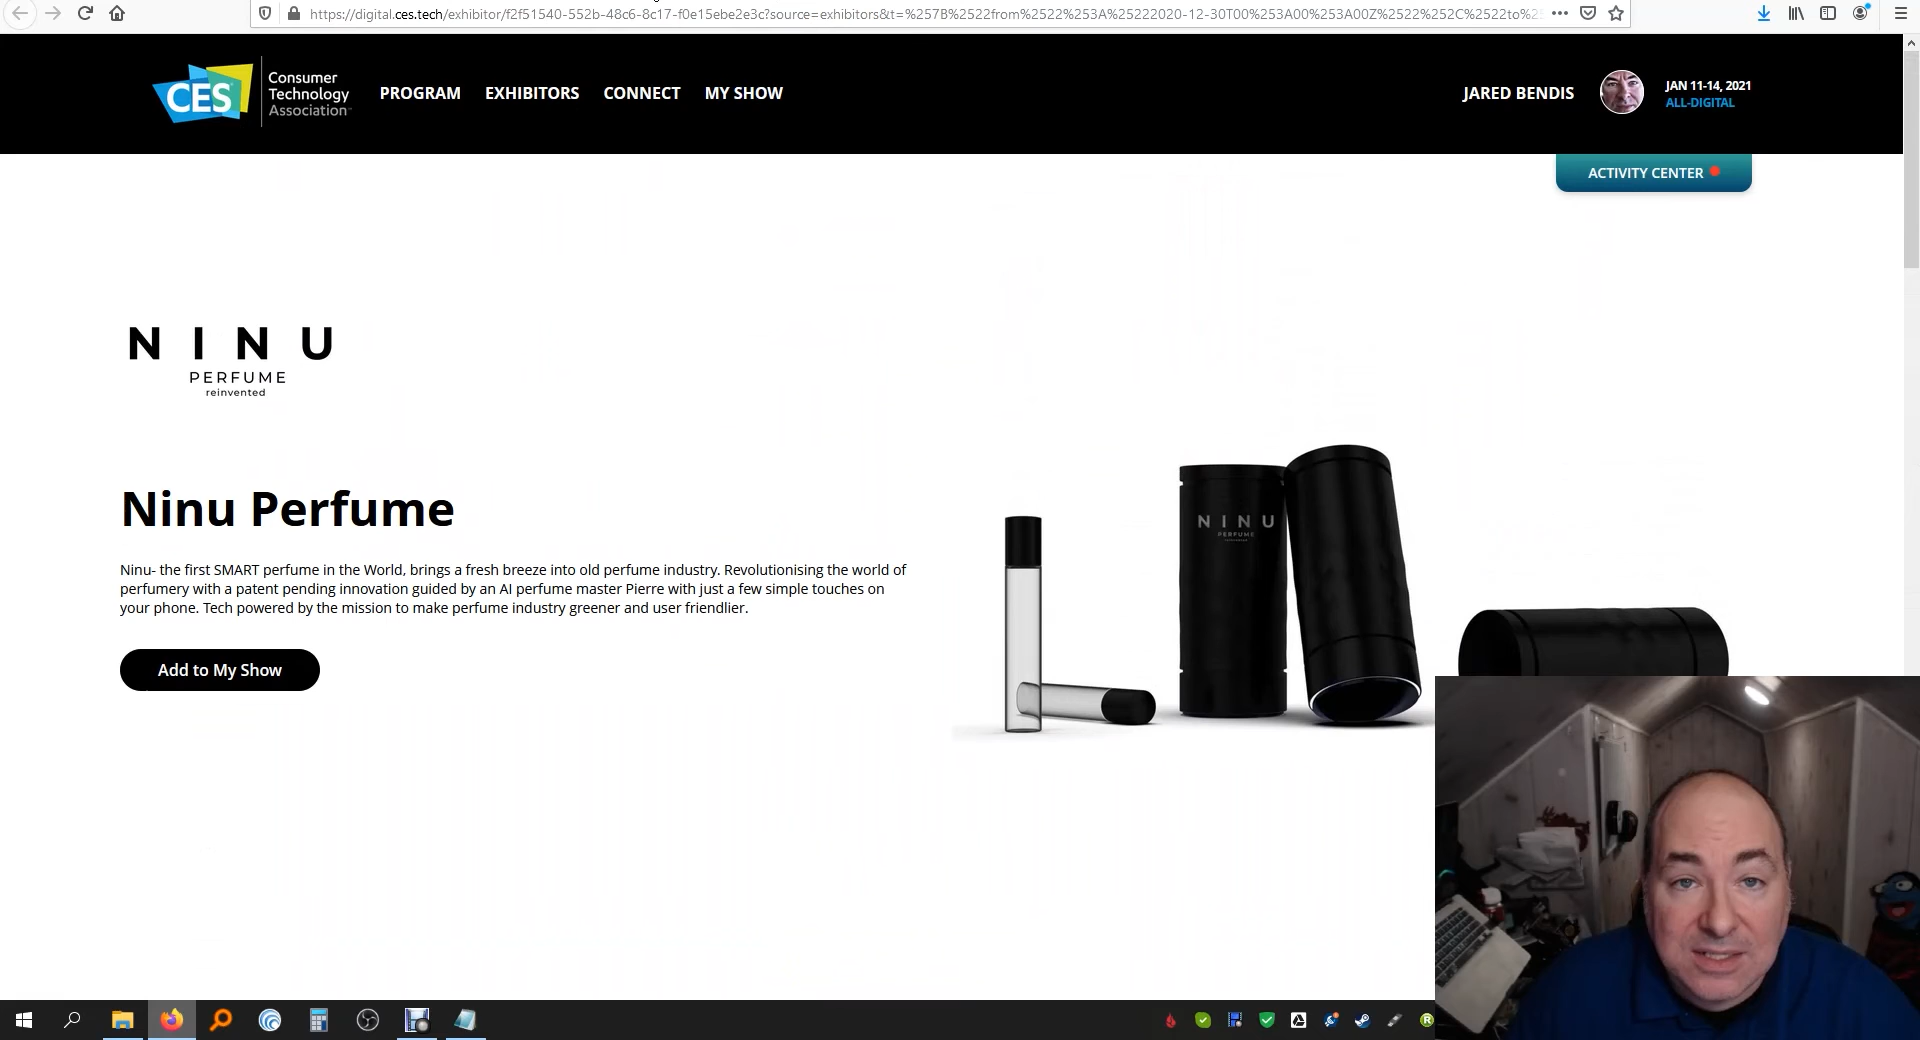 https://digital.ces.tech/exhibitor/f2f51540-552b-48c6-8c17-f0e15ebe2e3c?source=exhibitors&t=%257B%2522from%2522%253A%25222020-12-30T00%253A00%253A00Z%2522%252C%2522to%2
CES
Consumer
Technology
Association
PROGRAM EXHIBITORS CONNECT MY SHOW
JARED BENDIS
JAN 11-14, 2021
ALL-DIGITAL
ACTIVITY CENTER
NINU
PERFUME
reinvented
Ninu Perfume
Ninu- the first SMART perfume in the World, brings a fresh breeze into old perfume industry. Revolutionising the world of
perfumery with a patent pending innovation guided by an AI perfume master Pierre with just a few simple touches on
your phone. Tech powered by the mission to make perfume industry greener and user friendlier.
Add to My Show
NINU
PERFUME